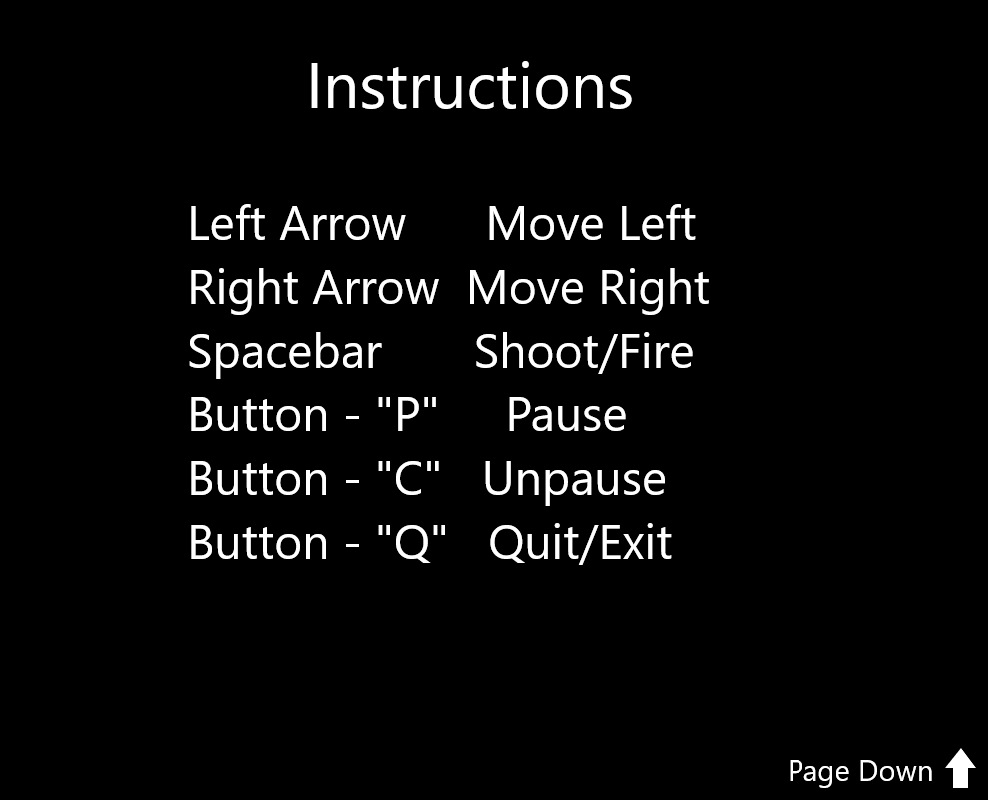 Instructions
Left Arrow Move Left
Right Arrow Move Right
Spacebar Shoot/Fire
Button - "P" Pause
Button - "C" Unpause
Button - "Q" Quit/Exit
Page Down